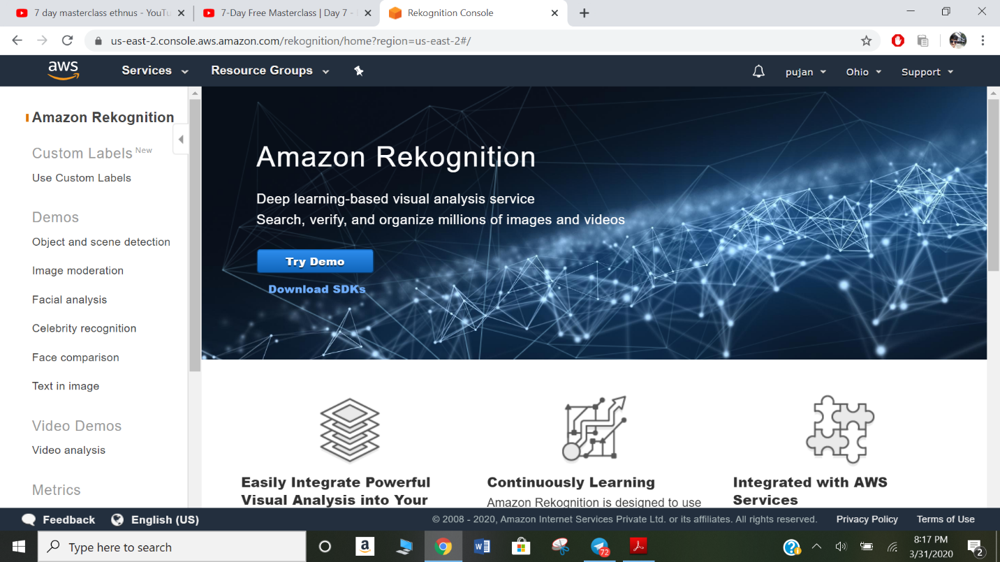 7 day masterclass ethnus - YouTu
7-Day Free Masterclass | Day 7 -
Rekognition Console
us-east-2.console.aws.amazon.com/rekognition/home?region=us-east-2#/
aws
Services
Resource Groups
pujan
Ohio
Support
Amazon Rekognition
Custom Labels New
Use Custom Labels
Demos
Object and scene detection
Image moderation
Facial analysis
Celebrity recognition
Face comparison
Text in image
Video Demos
Video analysis
Metrics
Amazon Rekognition
Deep learning-based visual analysis service
Search, verify, and organize millions of images and videos
Try Demo
Download SDKs
Easily Integrate Powerful
Visual Analysis into Your
Continuously Learning
Amazon Rekognition is designed to use
Integrated with AWS
Services
Feedback
English (US)
© 2008 - 2020, Amazon Internet Services Private Ltd. or its affiliates. All rights reserved.
Privacy Policy
Terms of Use
Type here to search
a
W
72
8:17 PM
3/31/2020
2